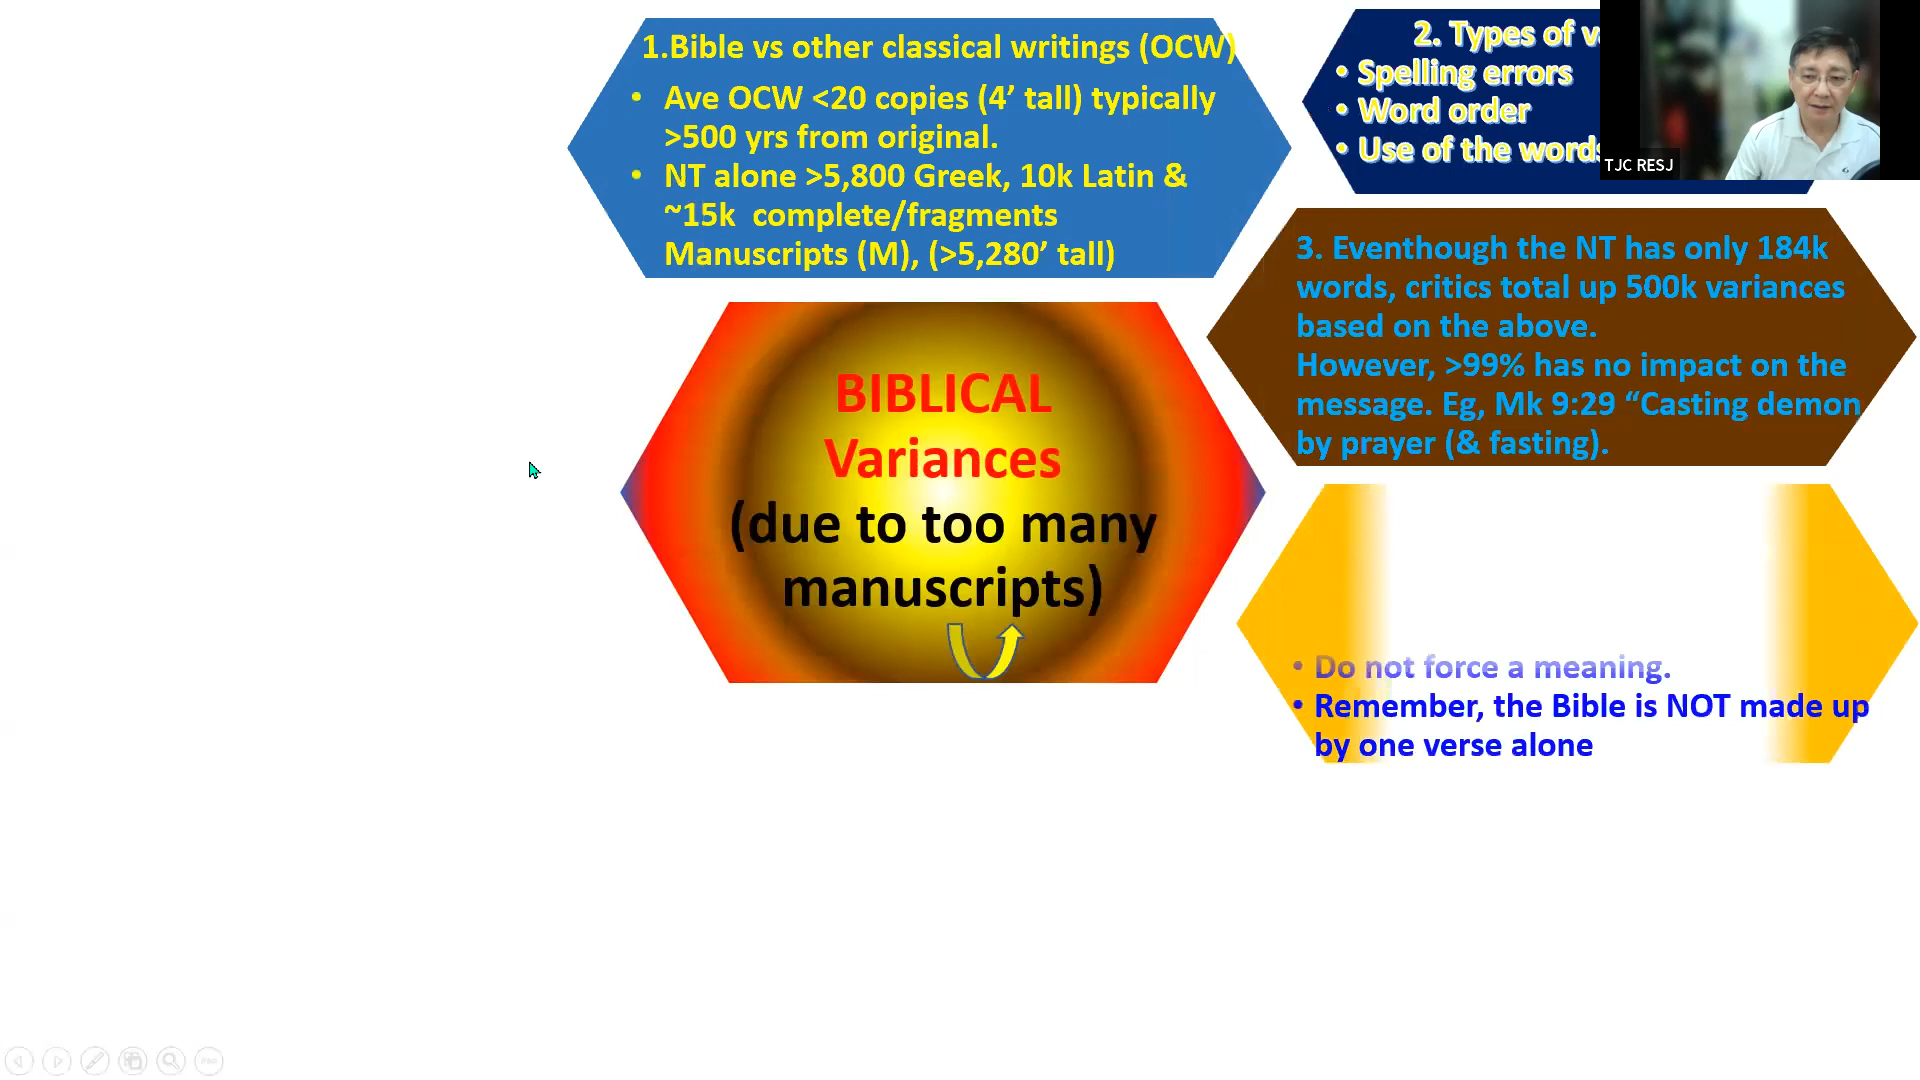 1.Bible vs other classical writings (OCW)
• Ave OCW <20 copies (4’ tall) typically
>500 yrs from original.
• NT alone >5,800 Greek, 10k Latin &
~15k complete/fragments
Manuscripts (M), (>5,280’ tall)
2. Types of
• Spelling errors
• Word order
• Use of the words
TJC RESJ
3. Eventhough the NT has only 184k
words, critics total up 500k variances
based on the above.
However, >99% has no impact on the
message. Eg, Mk 9:29 “Casting demon
by prayer (& fasting).
BIBLICAL
Variances
(due to too many
manuscripts)
• Do not force a meaning.
• Remember, the Bible is NOT made up
by one verse alone